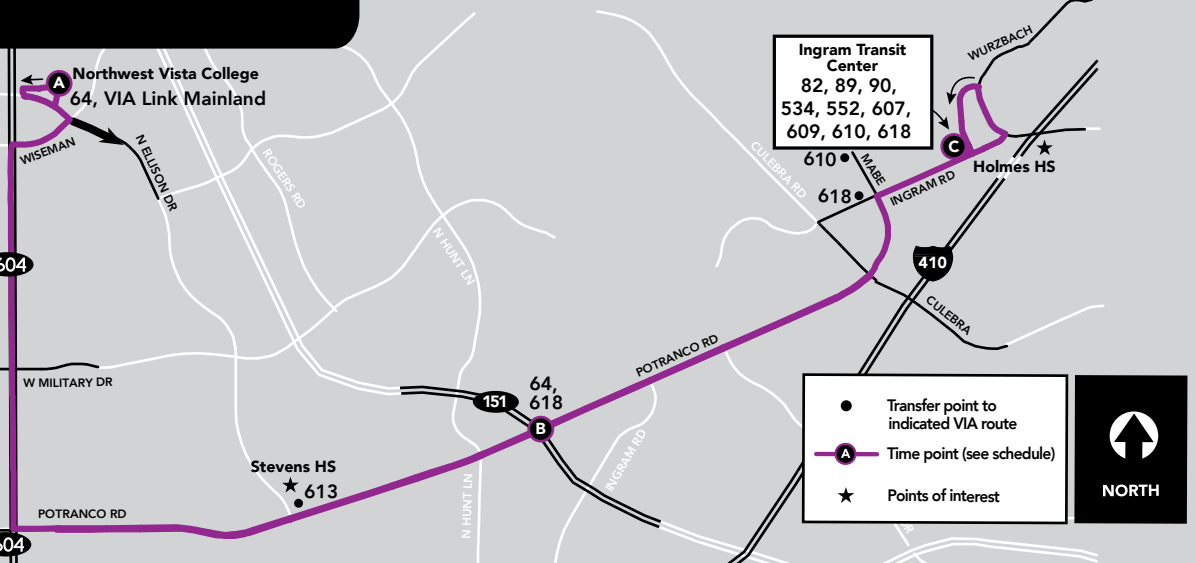 A
Northwest Vista College
64, VIA Link Mainland
WISEMAN
N ELLISON DR
ROGERS RD
N HUNT LN
CULEBRA RD
Ingram Transit
Center
82, 89, 90,
534, 552, 607,
609, 610, 618
WURZBACH
C
Holmes HS
610
MABE
618
INGRAM RD
604
410
CULEBRA
W MILITARY DR
POTRANCO RD
64,
618
151
B
Stevens HS
613
INGRAM RD
N HUNT LN
POTRANCO RD
604
Transfer point to
indicated VIA route
A
Time point (see schedule)
Points of interest
NORTH